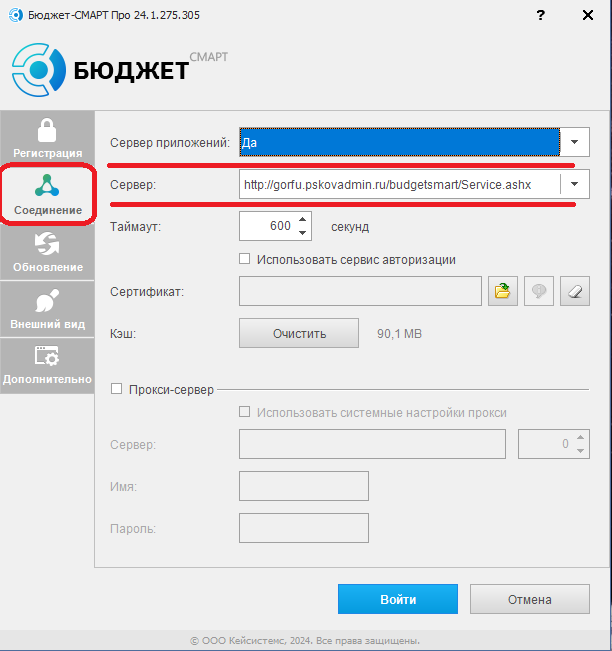 Бюджет-СМАРТ Про 24.1.275.305
?
БЮДЖЕТ СМАРТ
Регистрация
Соединение
Обновление
Внешний вид
Дополнительно
Сервер приложений: Да
Сервер: http://gorfu.pskovadmin.ru/budgetsmart/Service.ashx
Таймаут: 600 секунд
Использовать сервис авторизации
Сертификат:
Кэш: Очистить 90,1 MB
Прокси-сервер
Использовать системные настройки прокси
Сервер: 0
Имя:
Пароль:
Войти Отмена
© ООО Кейсистемс, 2024. Все права защищены.